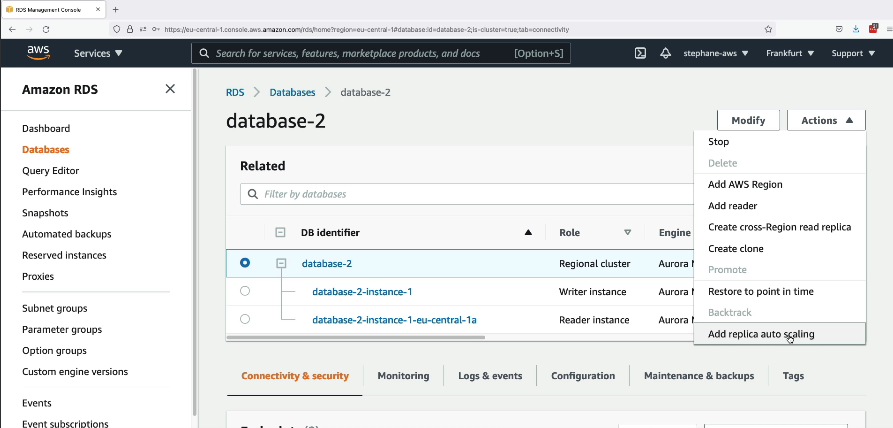 RDS Management Console
https://eu-central-1.console.aws.amazon.com/rds/home?region=eu-central-1#database:id=database-2;is-cluster=true;tab=connectivity
aws
Services
Search for services, features, marketplace products, and docs
[Option+S]
stephane-aws
Frankfurt
Support
Amazon RDS
Dashboard
Databases
Query Editor
Performance Insights
Snapshots
Automated backups
Reserved instances
Proxies
Subnet groups
Parameter groups
Option groups
Custom engine versions
Events
Event subscriptions
RDS > Databases > database-2
database-2
Modify
Actions
Stop
Delete
Add AWS Region
Add reader
Create cross-Region read replica
Create clone
Promote
Restore to point in time
Backtrack
Add replica auto scaling
Related
Filter by databases
DB identifier Role Engine
database-2 Regional cluster Aurora
database-2-instance-1 Writer instance Aurora
database-2-instance-1-eu-central-1a Reader instance Aurora
Connectivity & security
Monitoring
Logs & events
Configuration
Maintenance & backups
Tags